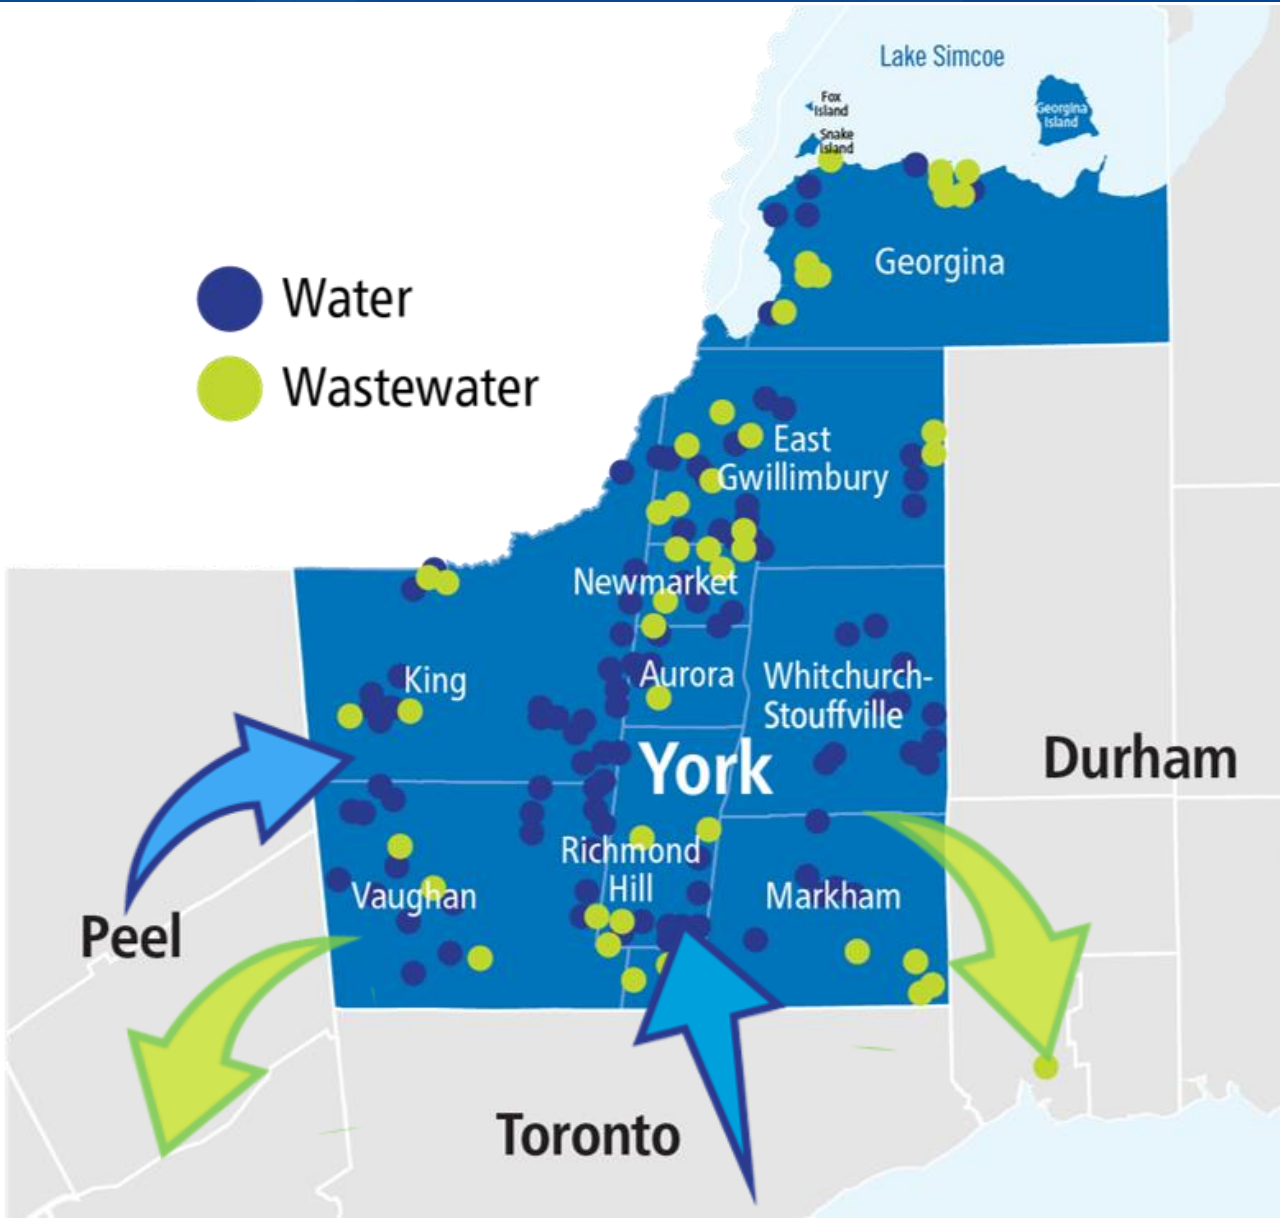 Lake Simcoe
Fox
Island
Georgina
Island
Snake
Island
Georgina
Water
Wastewater
East
Gwillimbury
Newmarket
King
Aurora
Whitchurch-
Stouffville
York
Durham
Richmond
Hill
Vaughan
Markham
Peel
Toronto